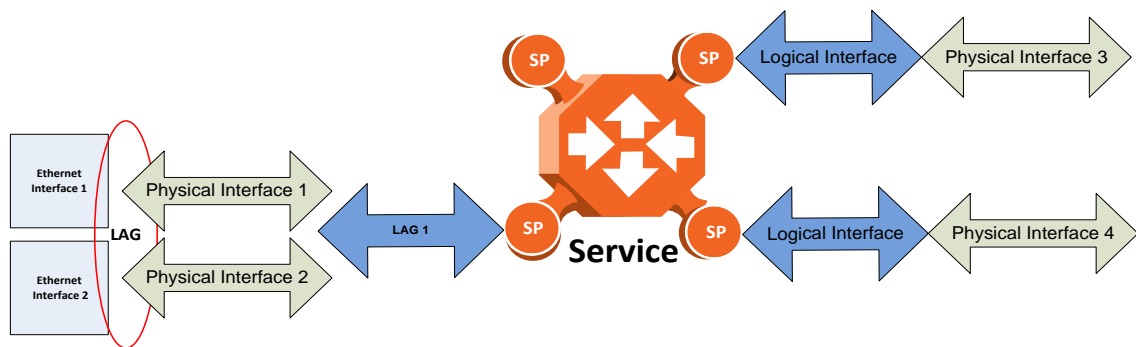 SP
SP
Logical Interface
Physical Interface 3
Ethernet
Interface 1
Physical Interface 1
LAG
LAG 1
SP
SP
Logical Interface
Physical Interface 4
Service
Ethernet
Interface 2
Physical Interface 2